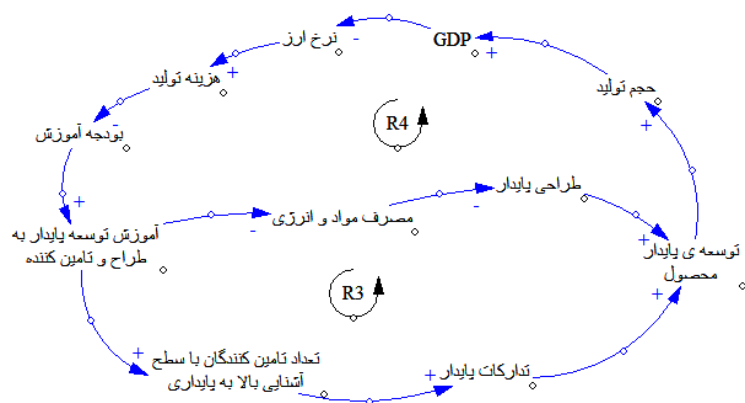 GDP
نرخ ارز
هزینه تولید
حجم تولید
بودجه آموزش
R4
طراحی پایدار
مصرف مواد و انرژی
آموزش توسعه پایدار به
طراح و تامین کننده
توسعه ی پایدار
محصول
R3
تعداد تامین کنندگان با سطح
آشنایی بالا به پایداری
تدارکات پایدار